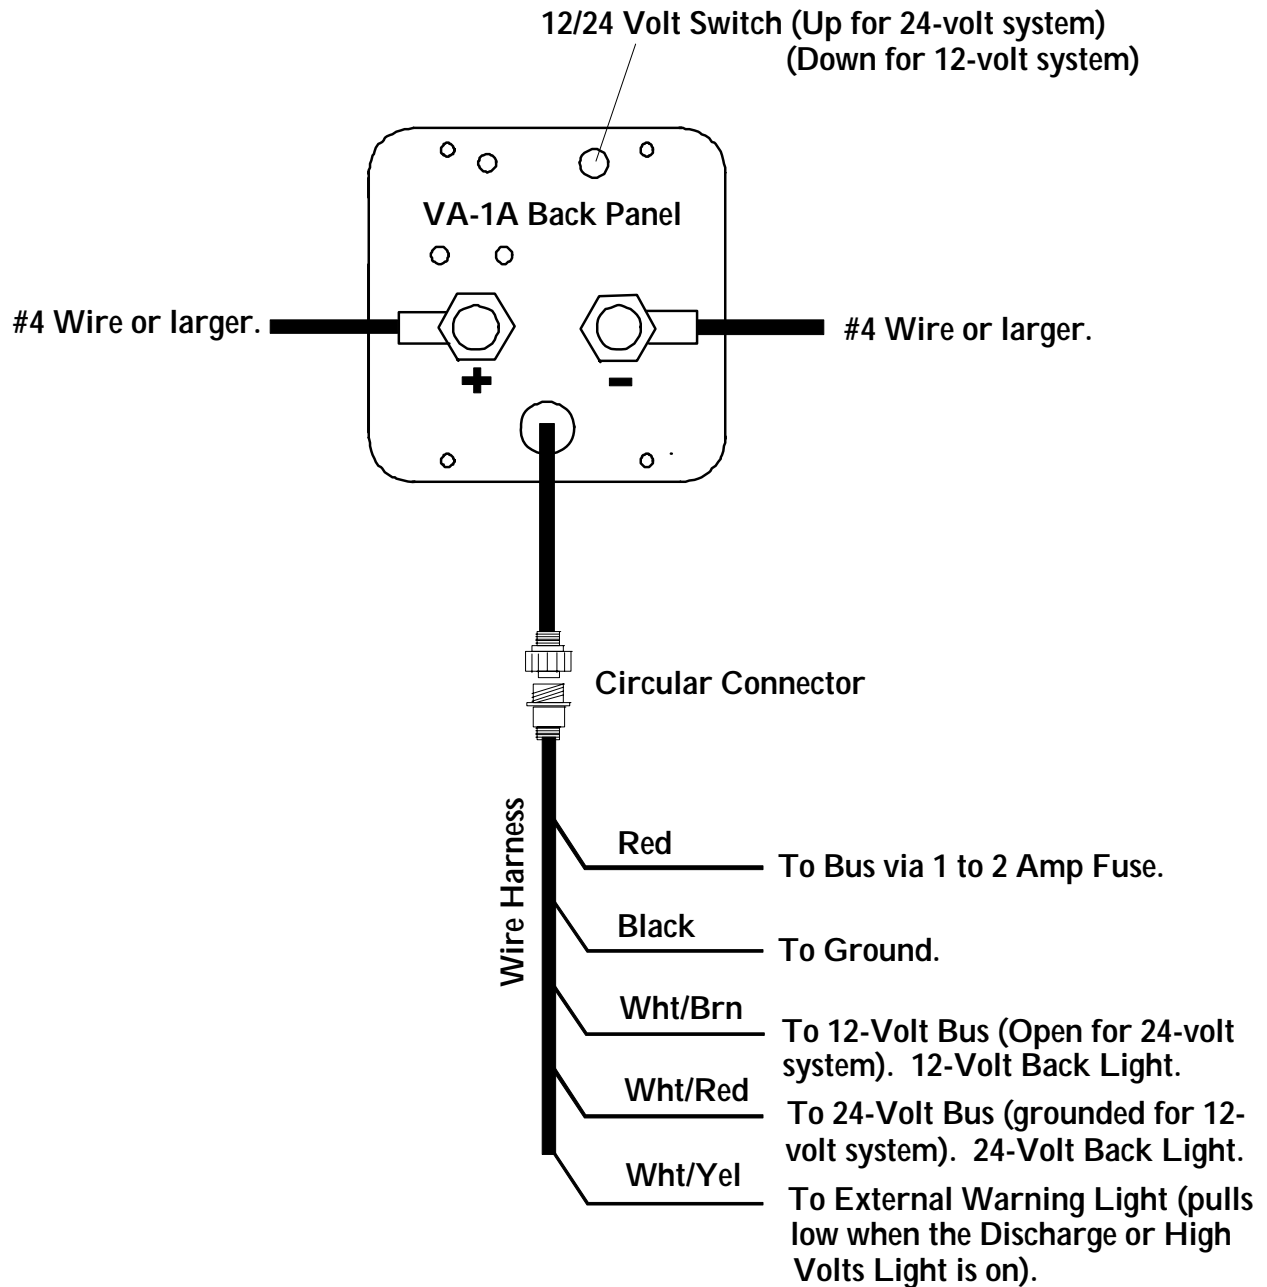 12/24 Volt Switch (Up for 24-volt system)
(Down for 12-volt system)
VA-1A Back Panel
#4 Wire or larger.
#4 Wire or larger.
+
-
Circular Connector
Wire Harness
Red
To Bus via 1 to 2 Amp Fuse.
Black
To Ground.
Wht/Brn
To 12-Volt Bus (Open for 24-volt
system). 12-Volt Back Light.
Wht/Red
To 24-Volt Bus (grounded for 12-
volt system). 24-Volt Back Light.
Wht/Yel
To External Warning Light (pulls
low when the Discharge or High
Volts Light is on).